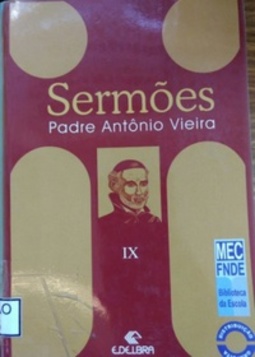 Sermões
Padre Antônio Vieira
IX
MEC
FNDE
Biblioteca
da Escola
EDELBRA